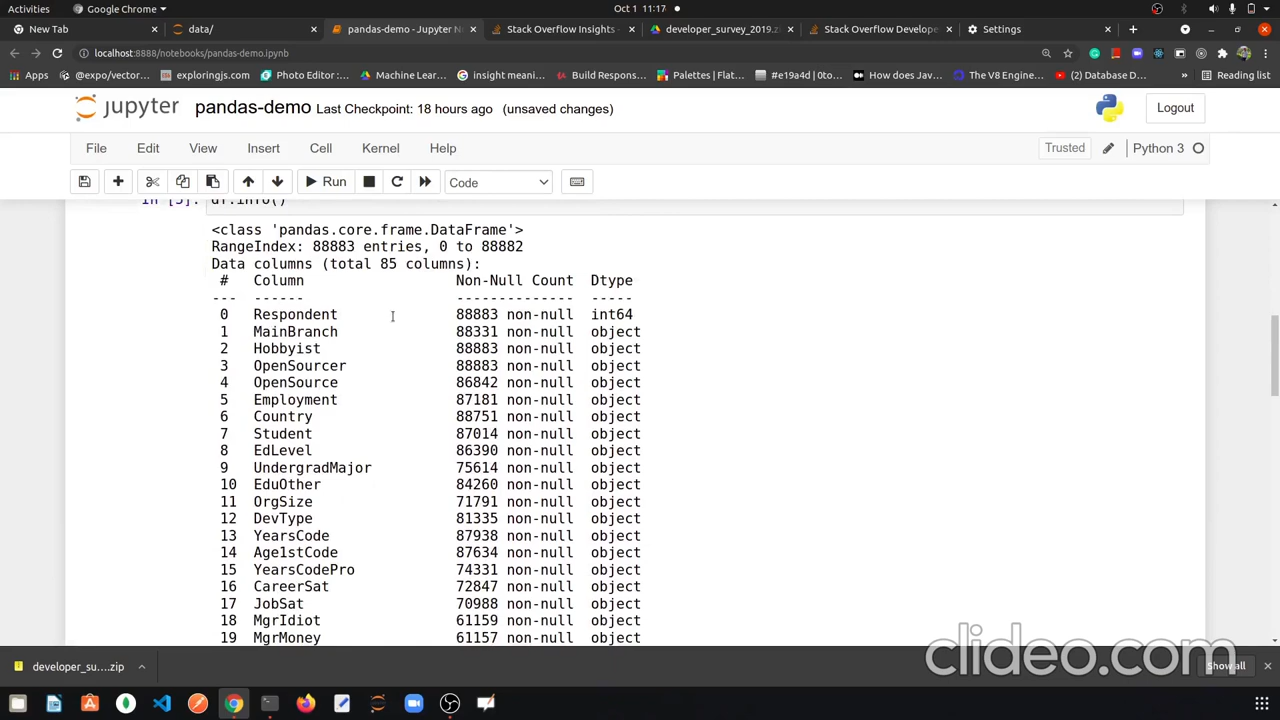 Activities
Google Chrome
Oct 1 11:17
New Tab
data/
pandas-demo - Jupyter N
Stack Overflow Insights -
developer_survey_2019.z
Stack Overflow Develope
Settings
localhost:8888/notebooks/pandas-demo.ipynb
Apps
@expo/vector...
exploringjs.com
Photo Editor :...
Machine Lear...
insight meani...
Build Respons...
Palettes | Flat...
#e19a4d | 0to...
How does Jav...
The V8 Engine...
(2) Database D...
»
Reading list
jupyter
pandas-demo Last Checkpoint: 18 hours ago (unsaved changes)
Logout
File Edit View Insert Cell Kernel Help
Trusted
Python 3
Run
Code
In [5]: df.info()
<class 'pandas.core.frame.DataFrame'>
RangeIndex: 88883 entries, 0 to 88882
Data columns (total 85 columns):
# Column Non-Null Count Dtype
--- ------ -------------- -----
0 Respondent 88883 non-null int64
1 MainBranch 88331 non-null object
2 Hobbyist 88883 non-null object
3 OpenSourcer 88883 non-null object
4 OpenSource 86842 non-null object
5 Employment 87181 non-null object
6 Country 88751 non-null object
7 Student 87014 non-null object
8 EdLevel 86390 non-null object
9 UndergradMajor 75614 non-null object
10 EduOther 84260 non-null object
11 OrgSize 71791 non-null object
12 DevType 81335 non-null object
13 YearsCode 87938 non-null object
14 Age1stCode 87634 non-null object
15 YearsCodePro 74331 non-null object
16 CareerSat 72847 non-null object
17 JobSat 70988 non-null object
18 MgrIdiot 61159 non-null object
19 MgrMoney 61157 non-null object
clideo.com
developer_su....zip
Show all